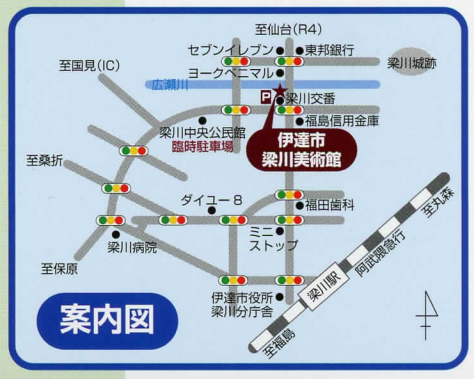 至仙台(R4)
セブンイレブン
東邦銀行
至国見(IC)
ヨークベニマル
梁川城跡
広瀬川
P
梁川交番
梁川中央公民館
臨時駐車場
福島信用金庫
伊達市
梁川美術館
至桑折
ダイユー8
福田歯科
至丸森
ミニ
ストップ
梁川病院
阿武隈急行
至保原
伊達市役所
梁川分庁舎
梁川駅
案内図
至福島